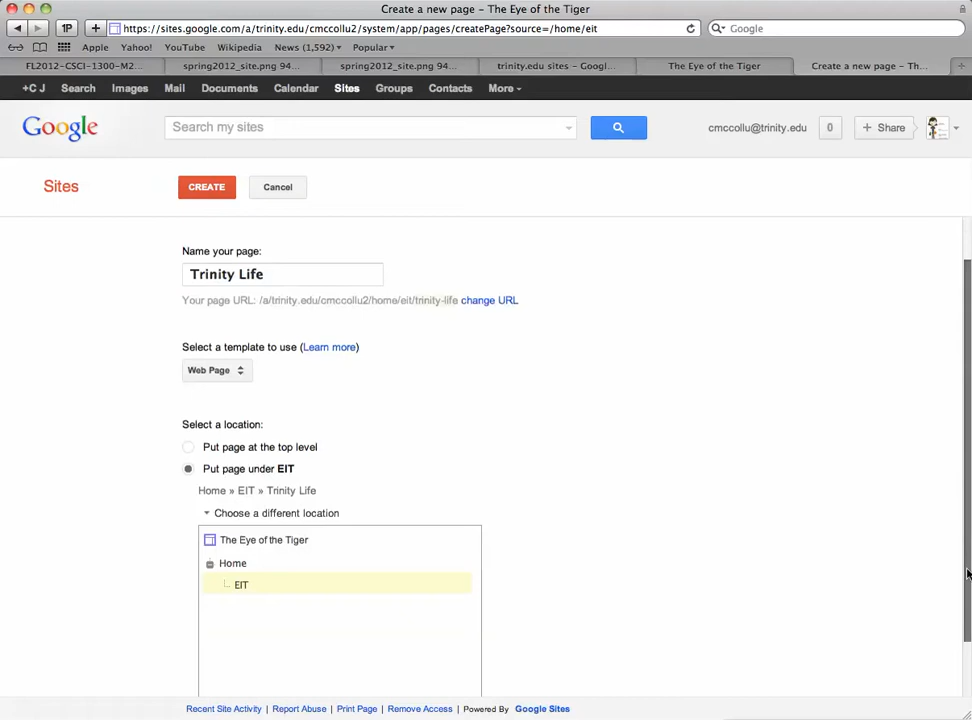 Create a new page - The Eye of the Tiger
1P + https://sites.google.com/a/trinity.edu/cmccollu2/system/app/pages/createPage?source=/home/eit Google
Apple Yahoo! YouTube Wikipedia News (1,592) Popular
FL2012-CSCI-1300-M2... spring2012_site.png 94... spring2012_site.png 94... trinity.edu sites - Googl... The Eye of the Tiger Create a new page - Th...
+C J Search Images Mail Documents Calendar Calendar Sites Groups Contacts More
Google Search my sites cmccollu@trinity.edu 0 + Share
Sites CREATE Cancel
Name your page:
Trinity Life
Your page URL: /a/trinity.edu/cmccollu2/home/eit/trinity-life change URL
Select a template to use (Learn more)
Web Page
Select a location:
Put page at the top level
Put page under EIT
Home » EIT » Trinity Life
Choose a different location
The Eye of the Tiger
Home
EIT
Recent Site Activity | Report Abuse | Print Page | Remove Access | Powered By Google Sites